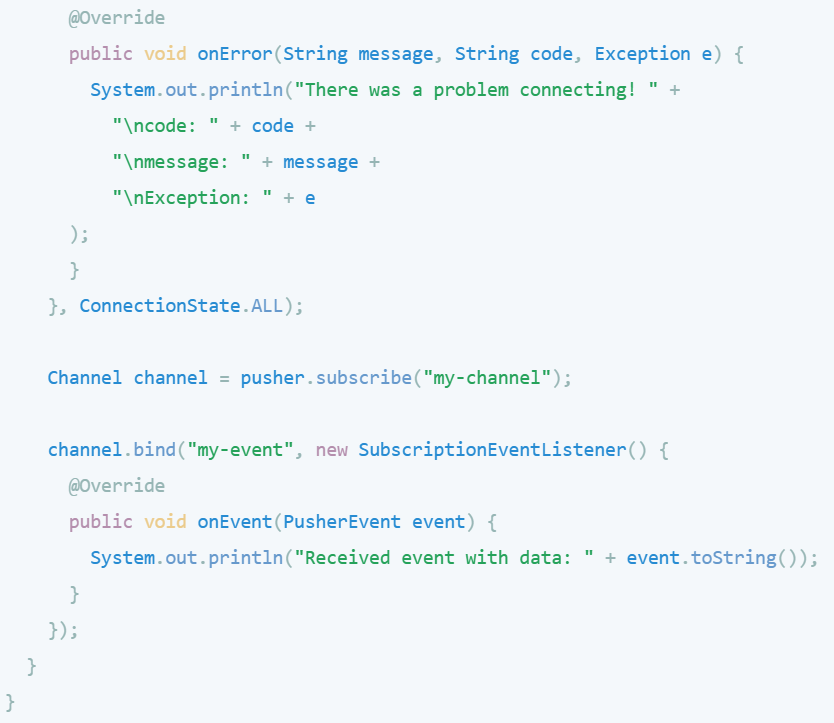 @Override
public void onError(String message, String code, Exception e) {
System.out.println("There was a problem connecting! " +
"\ncode: " + code +
"\nmessage: " + message +
"\nException: " + e
);
}
}, ConnectionState.ALL);
Channel channel = pusher.subscribe("my-channel");
channel.bind("my-event", new SubscriptionEventListener() {
@Override
public void onEvent(PusherEvent event) {
System.out.println("Received event with data: " + event.toString());
}
});
}
}